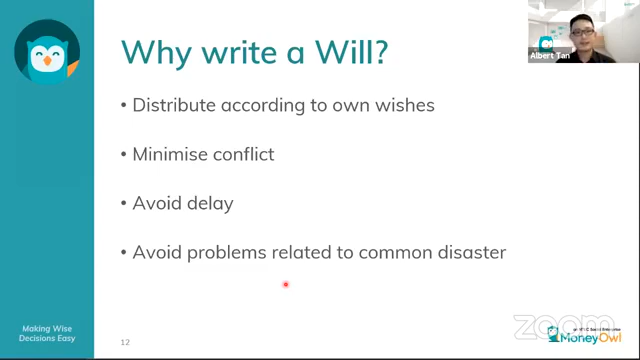 Why write a Will?
• Distribute according to own wishes
• Minimise conflict
• Avoid delay
• Avoid problems related to common disaster
Albert Tan
Making Wise
Decisions Easy
12
zoom
MoneyOwl